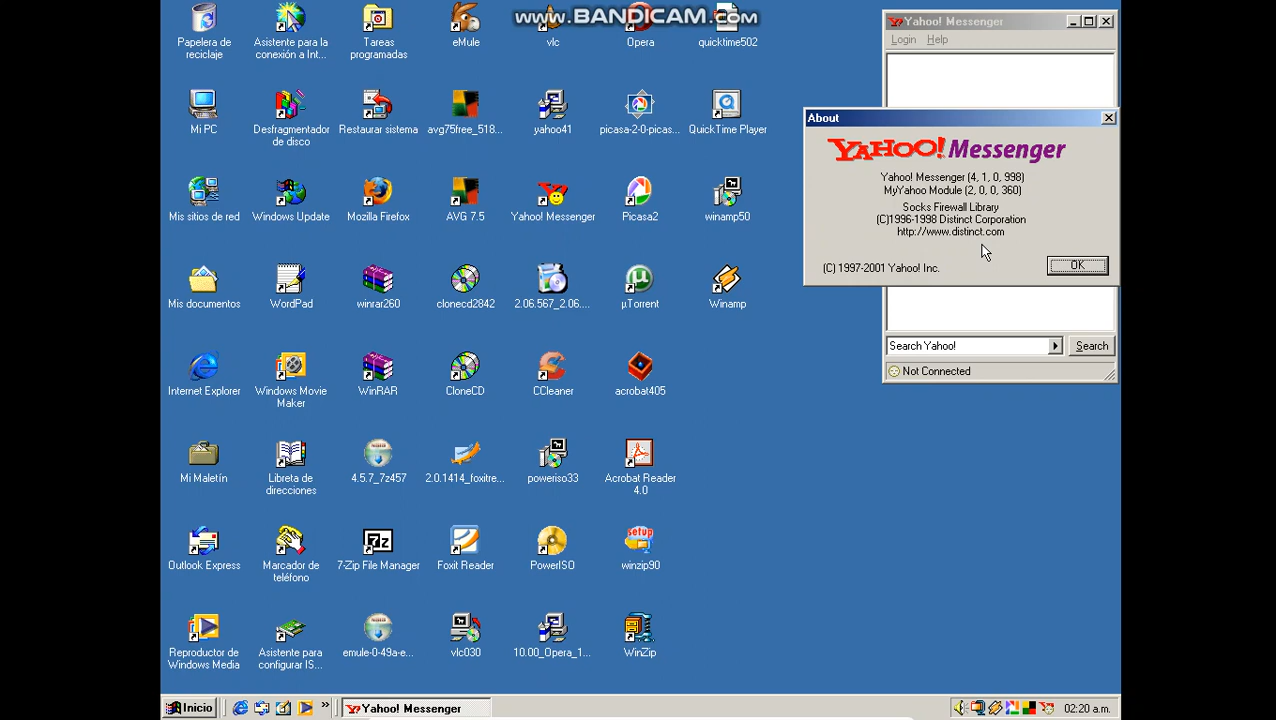 www.BANDICAM.com
Papelera de
reciclaje
Asistente para la
conexión a Int...
Tareas
programadas
eMule
vlc
Opera
quicktime502
Mi PC
Desfragmentador
de disco
Restaurar sistema
avg75free_518...
yahoo41
picasa-2-0-picas...
QuickTime Player
Mis sitios de red
Windows Update
Mozilla Firefox
AVG 7.5
Yahoo! Messenger
Picasa2
winamp50
Mis documentos
WordPad
winrar260
clonecd2842
2.06.567_2.06....
µTorrent
Winamp
Internet Explorer
Windows Movie
Maker
WinRAR
CloneCD
CCleaner
acrobat405
Mi Maletín
Libreta de
direcciones
4.5.7_7z457
2.0.1414_foxitre...
poweriso33
Acrobat Reader
4.0
Outlook Express
Marcador de
teléfono
7-Zip File Manager
Foxit Reader
PowerISO
winzip90
Reproductor de
Windows Media
Asistente para
configurar IS...
emule-0-49a-e...
vlc030
10.00_Opera_1...
WinZip
Yahoo! Messenger
Login Help
About
YAHOO! Messenger
Yahoo! Messenger (4, 1, 0, 998)
MyYahoo Module (2, 0, 0, 360)
Socks Firewall Library
(C)1996-1998 Distinct Corporation
http://www.distinct.com
(C) 1997-2001 Yahoo! Inc.
OK
Search Yahoo!
Search
Not Connected
Inicio
Yahoo! Messenger
02:20 a.m.